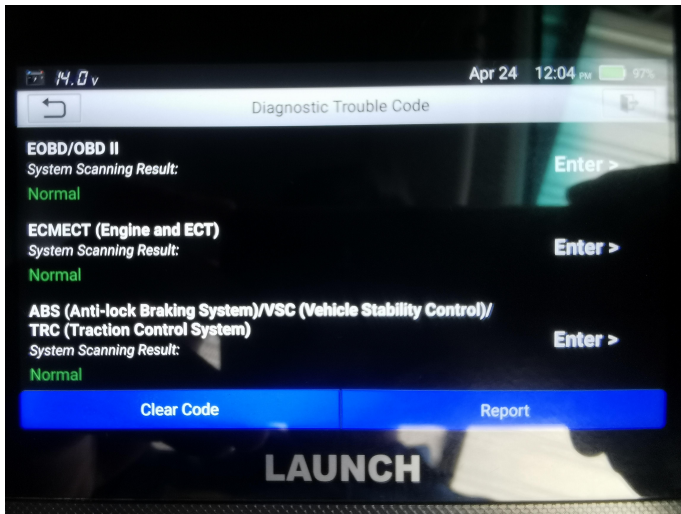 14.0 v Apr 24 12:04 PM 97%
Diagnostic Trouble Code
EOBD/OBD II
System Scanning Result:
Enter >
Normal
ECMECT (Engine and ECT)
System Scanning Result:
Enter >
Normal
ABS (Anti-lock Braking System)/VSC (Vehicle Stability Control)/
TRC (Traction Control System)
System Scanning Result:
Enter >
Normal
Clear Code Report
LAUNCH